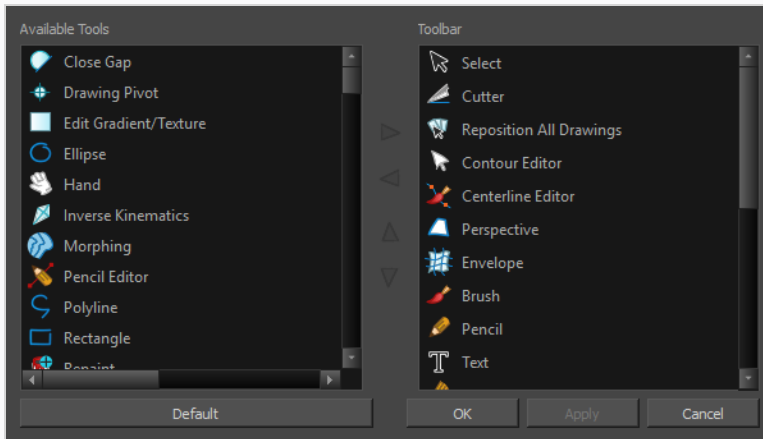 Available Tools
Close Gap
Drawing Pivot
Edit Gradient/Texture
Ellipse
Hand
Inverse Kinematics
Morphing
Pencil Editor
Polyline
Rectangle
Repaint
Default
Toolbar
Select
Cutter
Reposition All Drawings
Contour Editor
Centerline Editor
Perspective
Envelope
Brush
Pencil
Text
OK
Apply
Cancel